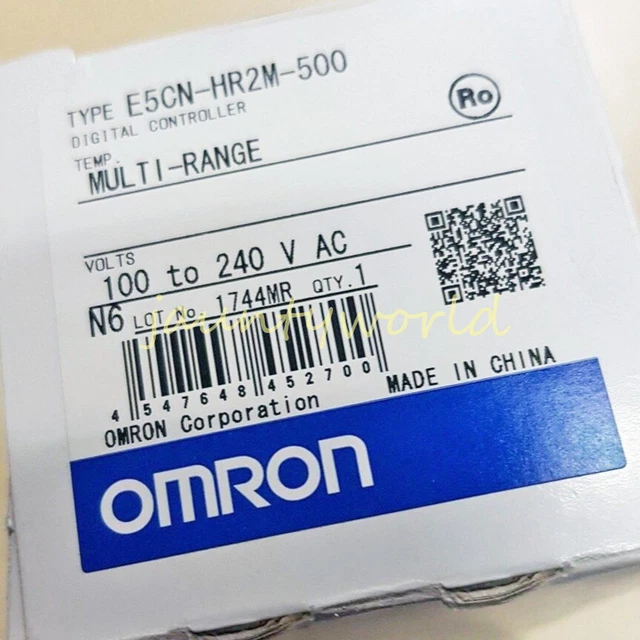 TYPE E5CN-HR2M-500
DIGITAL CONTROLLER
Ro
TEMP.
MULTI-RANGE
VOLTS
100 to 240 V AC
N6 LOT No. 1744MR QTY.1
jauntyworld
4 547648 452700
MADE IN CHINA
OMRON Corporation
OMRON